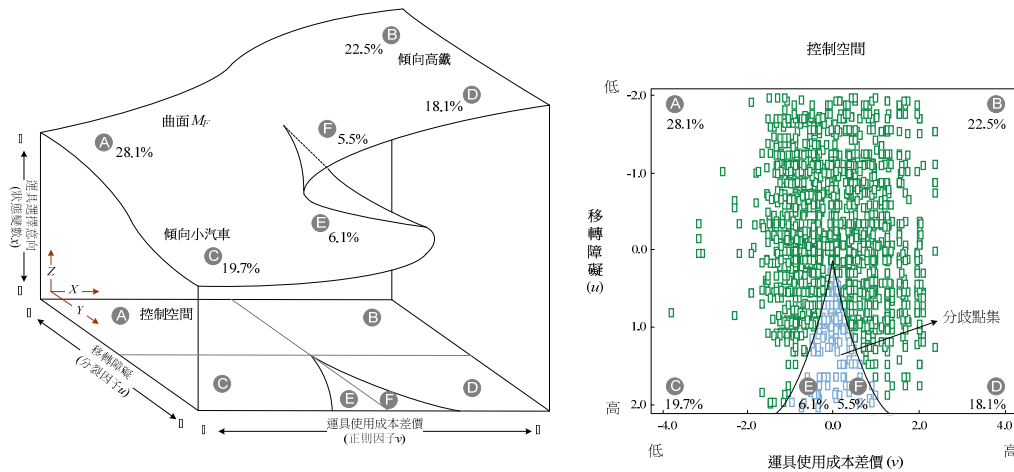 B
22.5%
傾向高鐵
D
18.1%
曲面 MF
F
5.5%
A
28.1%
E
6.1%
傾向小汽車
C
19.7%
運具選擇意向
(狀態變數x)
Z
X
Y
A
控制空間
B
移轉障礙
(分裂因子u)
C
D
E
F
運具使用成本差價
(正則因子v)
控制空間
低
-2.0
A
28.1%
B
22.5%
-1.0
移轉障礙(u)
0.0
1.0
分歧點集
C
19.7%
E
6.1%
F
5.5%
D
18.1%
高
2.0
-4.0
-2.0
0.0
2.0
4.0
低
高
運具使用成本差價 (v)